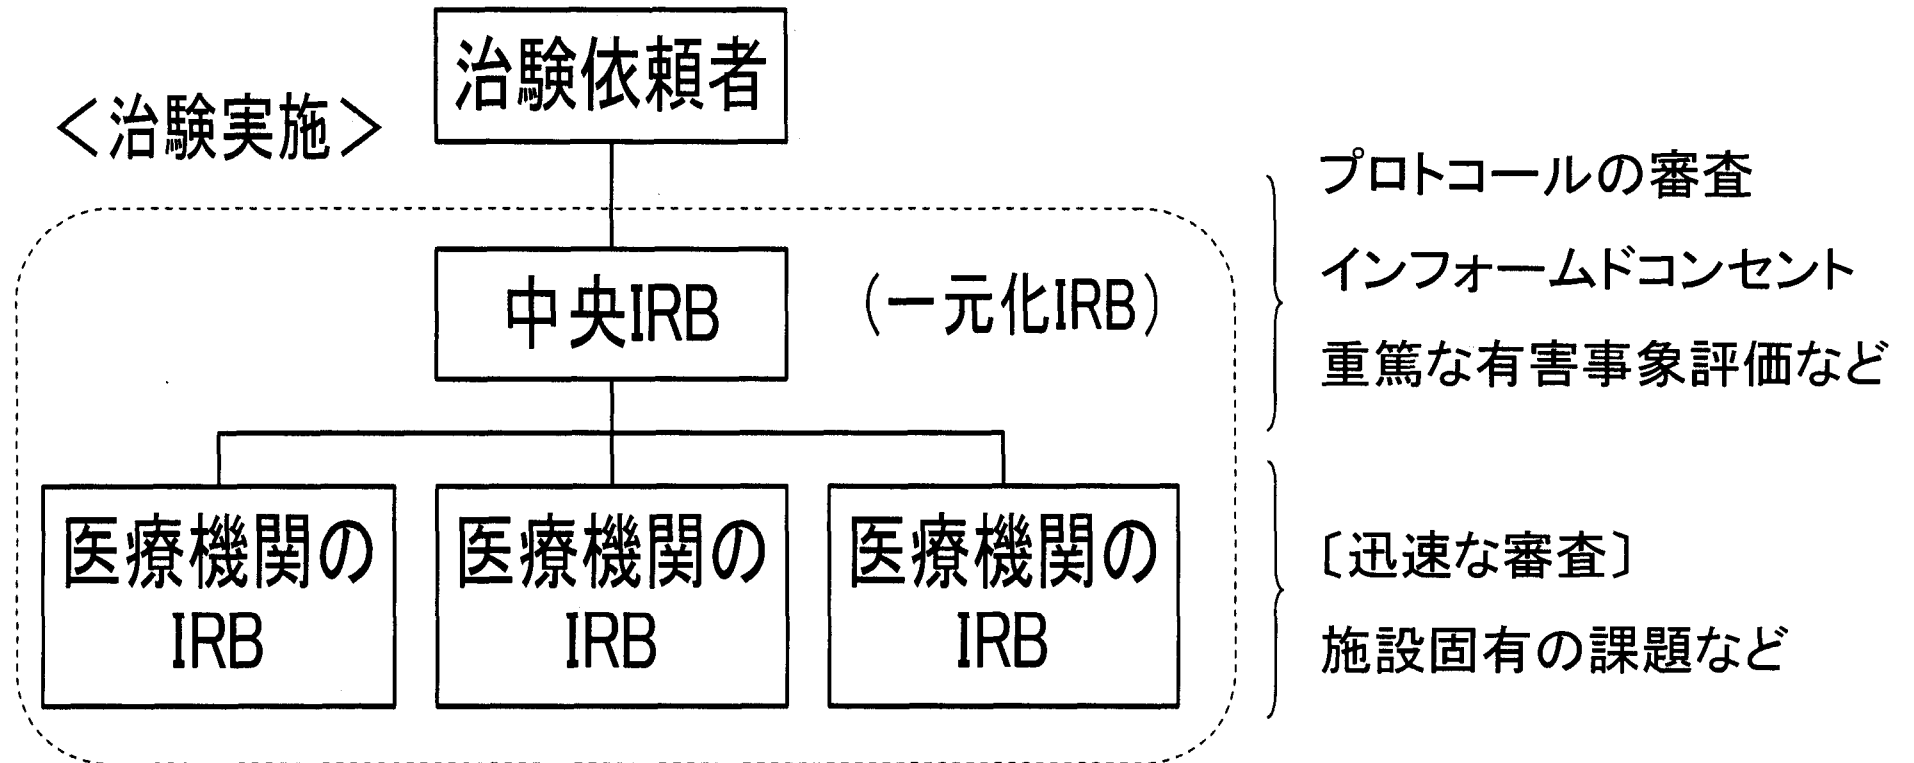 治験依頼者
＜治験実施＞
中央IRB
（一元化IRB）
医療機関の
IRB
医療機関の
IRB
医療機関の
IRB
プロトコールの審査
インフォームドコンセント
重篤な有害事象評価など
〔迅速な審査〕
施設固有の課題など